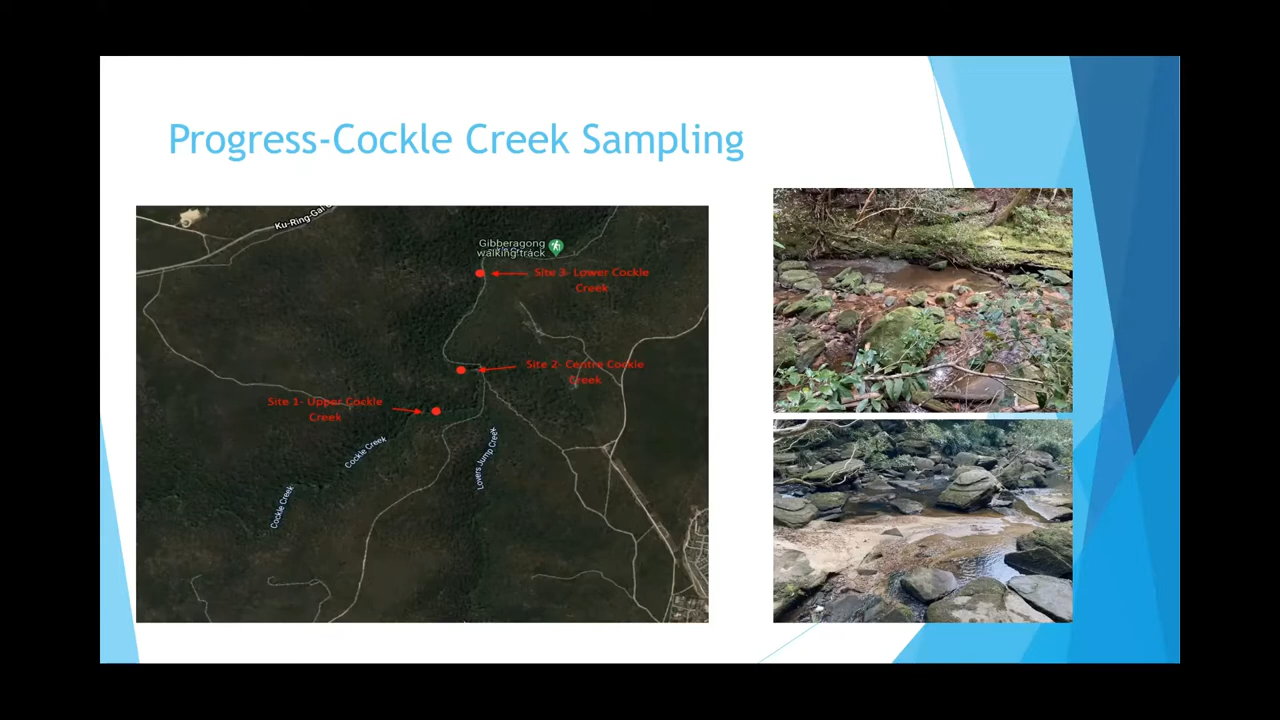 Progress-Cockle Creek Sampling
Ku-Ring-Gai
Gibberagong
walking track
Site 3- Lower Cockle
Creek
Site 2- Centre Cockle
Creek
Site 1- Upper Cockle
Creek
Cockle Creek
Lovers Jump Creek
Cockle Creek